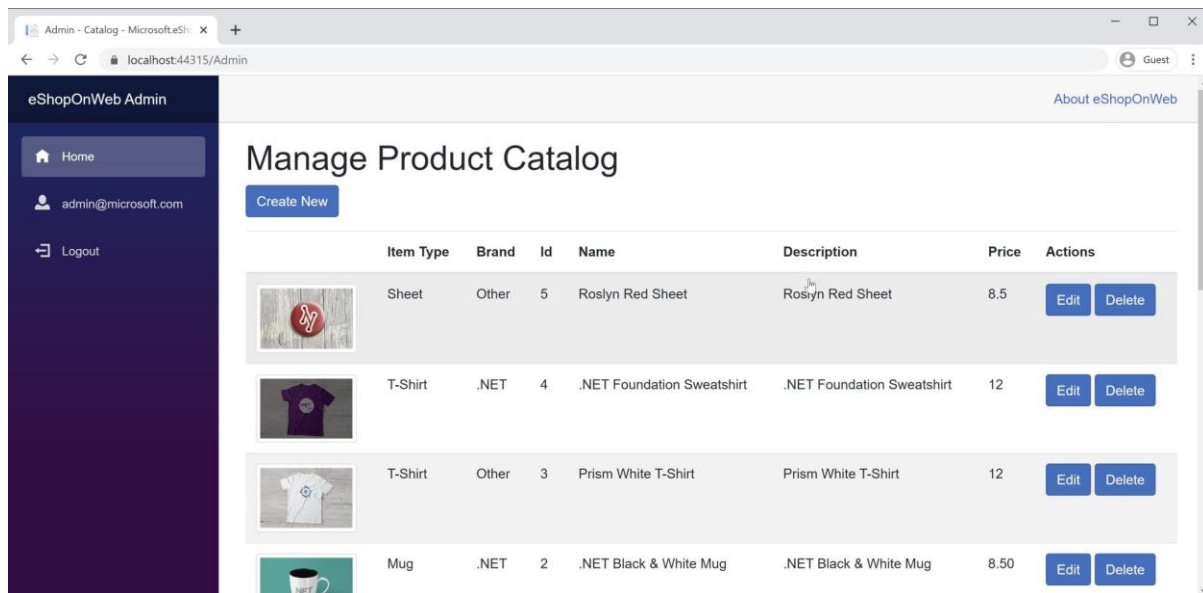 Admin - Catalog - Microsoft.eSh
localhost:44315/Admin
Guest
eShopOnWeb Admin
About eShopOnWeb
Home
admin@microsoft.com
Logout
Manage Product Catalog
Create New
Item Type Brand Id Name Description Price Actions
Sheet Other 5 Roslyn Red Sheet Roslyn Red Sheet 8.5 Edit Delete
T-Shirt .NET 4 .NET Foundation Sweatshirt .NET Foundation Sweatshirt 12 Edit Delete
T-Shirt Other 3 Prism White T-Shirt Prism White T-Shirt 12 Edit Delete
Mug .NET 2 .NET Black & White Mug .NET Black & White Mug 8.50 Edit Delete